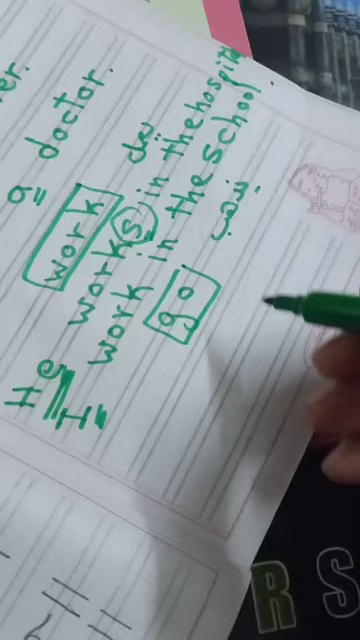 er.
a doctor.
work
He works in the hospital
I work in the school.
go
R S